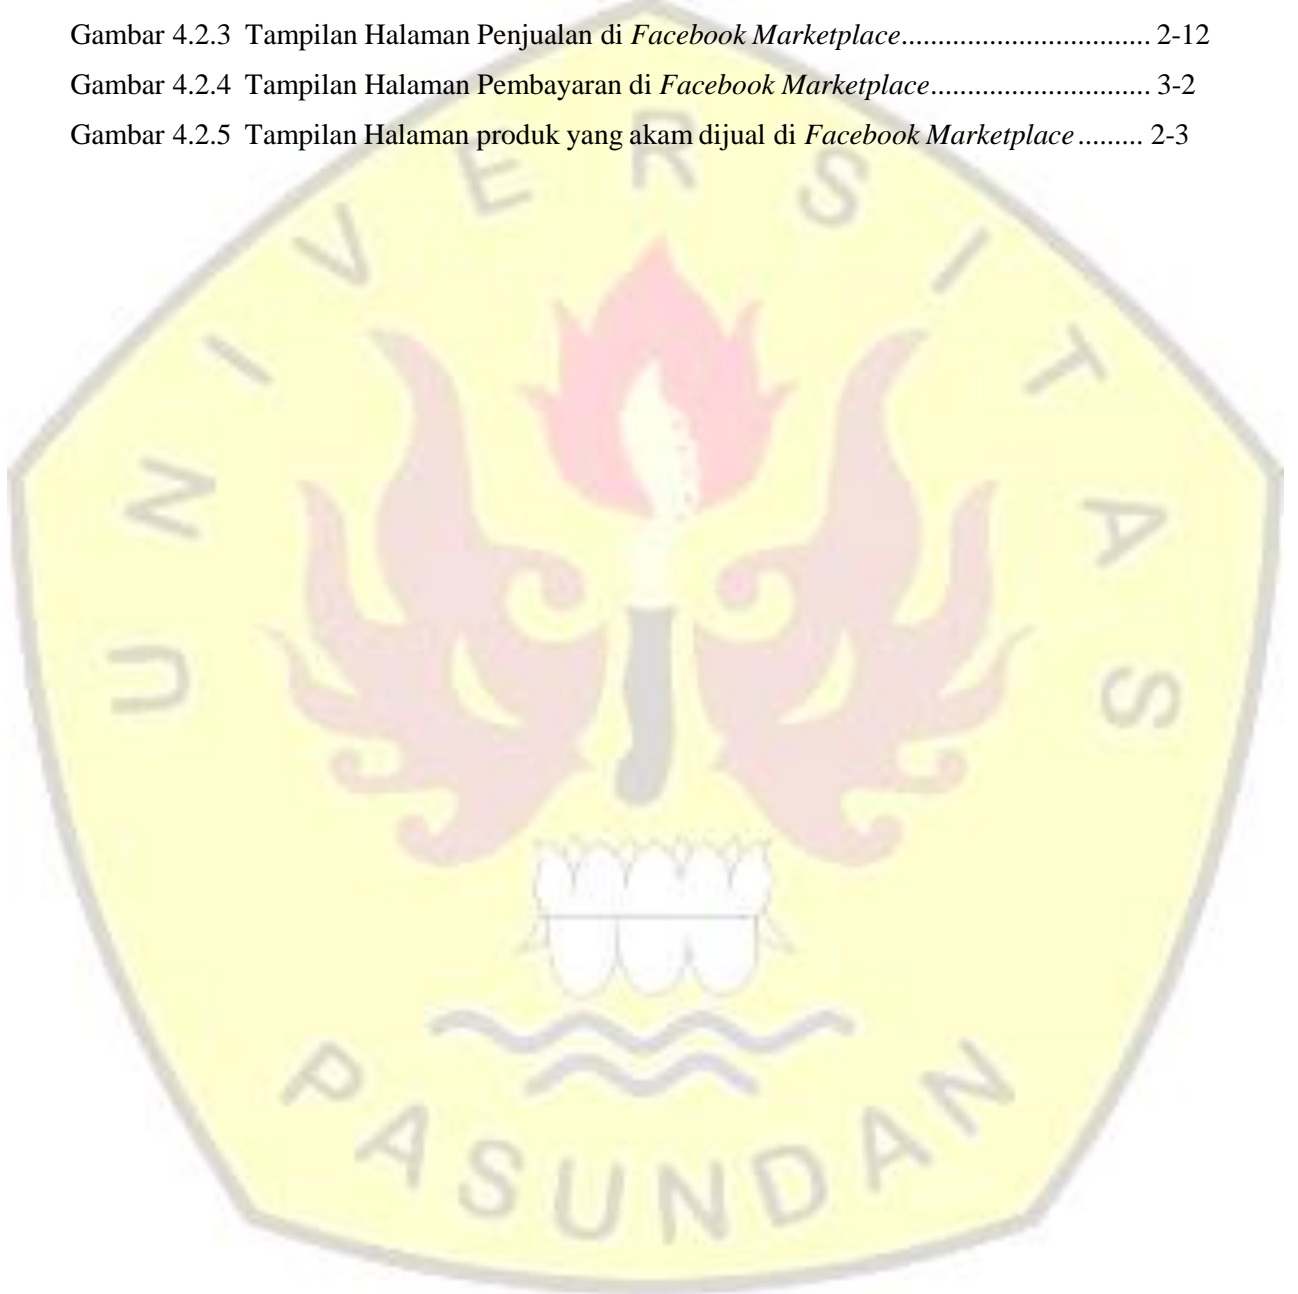 Gambar 4.2.3 Tampilan Halaman Penjualan di Facebook Marketplace................................ 2-12
Gambar 4.2.4 Tampilan Halaman Pembayaran di Facebook Marketplace............................ 3-2
Gambar 4.2.5 Tampilan Halaman produk yang akam dijual di Facebook Marketplace ......... 2-3
UNIVERSITAS
PASUNDAN